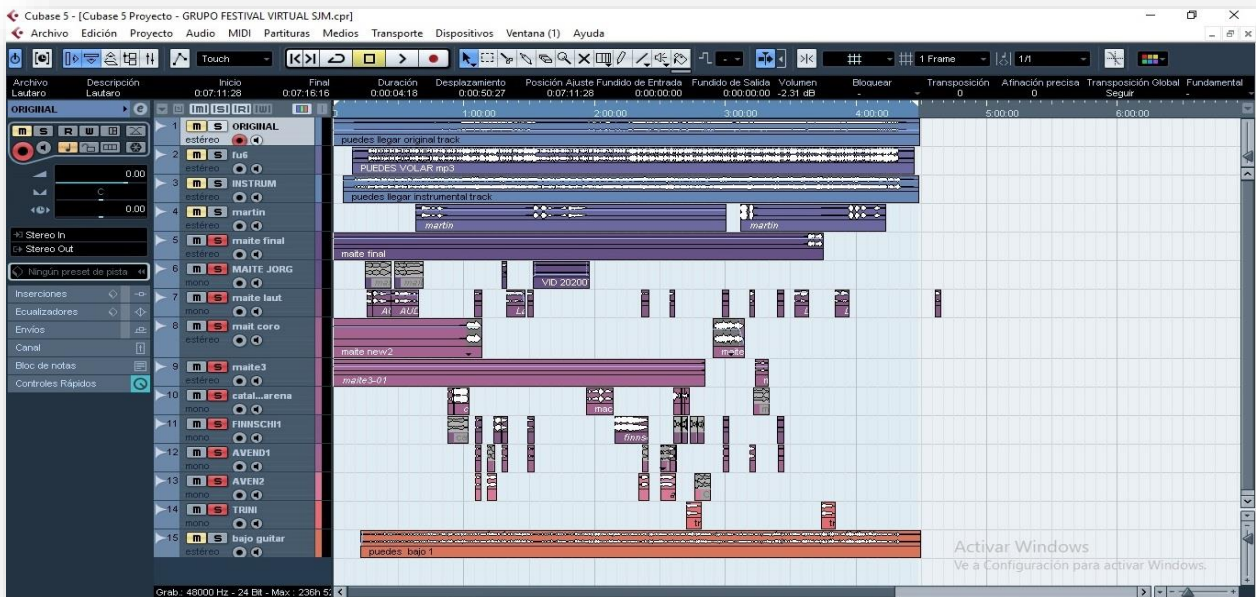 Cubase 5 - [Cubase 5 Proyecto - GRUPO FESTIVAL VIRTUAL SJM.cpr]
Archivo Edición Proyecto Audio MIDI Partituras Medios Transporte Dispositivos Ventana (1) Ayuda
Touch 1 Frame 1/1
Archivo Descripción Inicio Final Duración Desplazamiento Posición Ajuste Fundido de Entrada Fundido de Salida Volumen Bloquear Transposición Afinación precisa Transposición Global Fundamental
Lautaro Lautaro 0:07:11:28 0:07:16:15 0:00:04:18 0:00:50:27 0:07:11:28 0:00:00:00 0:00:00:00 -2.31 dB - 0 0 Seguir -
ORIGINAL
1:00:00 2:00:00 3:00:00 4:00:00 5:00:00 6:00:00
m S R W
0.00
C
0.00
Stereo In
Stereo Out
Ningún preset de pista
Inserciones
Ecualizadores
Envíos
Canal
Bloc de notas
Controles Rápidos
1 m S ORIGINAL
estéreo
puedes llegar original track
2 m S fu6
estéreo
PUEDES VOLAR mp3
3 m S INSTRUM
estéreo
puedes llegar instrumental track
4 m S martin
estéreo
martin martin
5 m S maite final
estéreo
maite final
6 m S MAITE JORG
mono
VID 20200
7 m S maite laut
mono
AUD
8 m S mait coro
estéreo
maite new2 maite
9 m S maite3
estéreo
maite3-01
10 m S catal...arena
mono
mac
11 m S FINNSCHI1
mono
finns
12 m S AVEND1
mono
13 m S AVEN2
mono
14 m S TRINI
mono
tr tr
15 m S bajo guitar
estéreo
puedes bajo 1
Activar Windows
Ve a Configuración para activar Windows.
Grab.: 48000 Hz - 24 Bit - Max : 236h 5